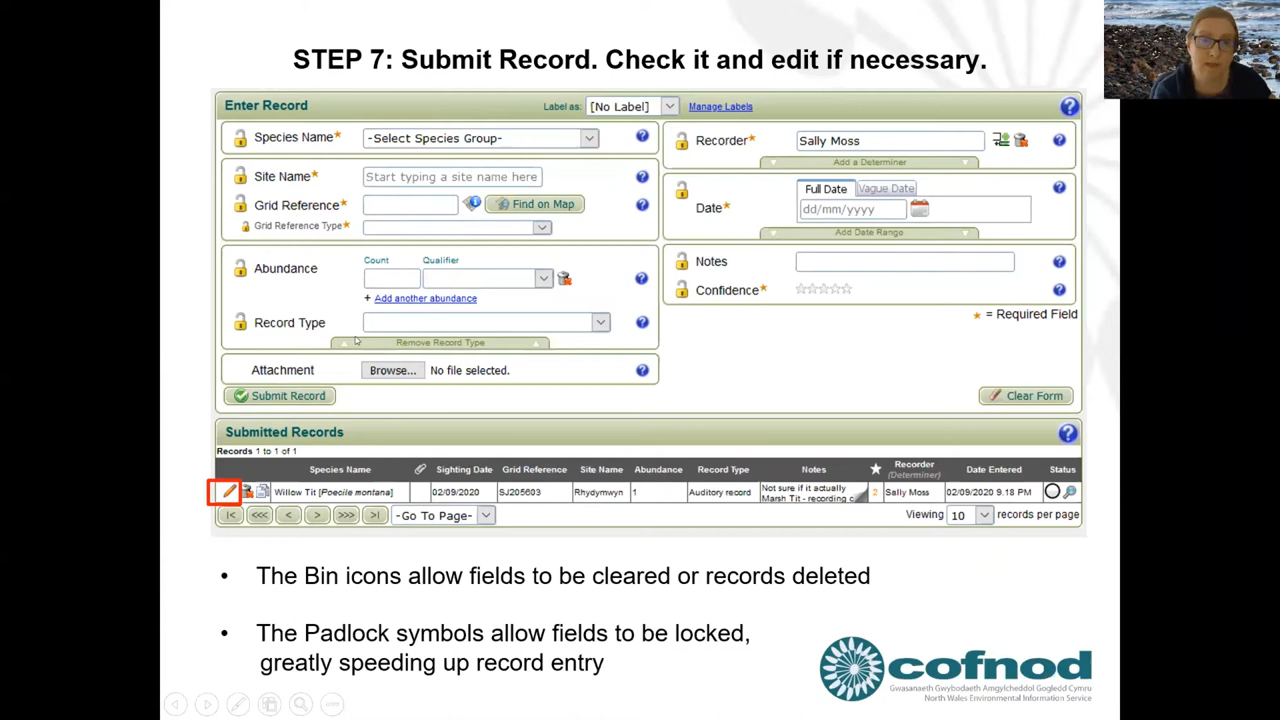 STEP 7: Submit Record. Check it and edit if necessary.
Enter Record
Label as: [No Label] Manage Labels
Species Name* -Select Species Group-
Site Name* Start typing a site name here
Grid Reference* Find on Map
Grid Reference Type*
Abundance
Count Qualifier
+ Add another abundance
Record Type
Remove Record Type
Attachment Browse... No file selected.
Submit Record
Recorder* Sally Moss
Add a Determiner
Full Date Vague Date
Date* dd/mm/yyyy
Add Date Range
Notes
Confidence*
* = Required Field
Clear Form
Submitted Records
Records 1 to 1 of 1
Species Name Sighting Date Grid Reference Site Name Abundance Record Type Notes Recorder (Determiner) Date Entered Status
Willow Tit [Poecile montana] 02/09/2020 SJ205603 Rhydymwyn 1 Auditory record Not sure if it actually Marsh Tit - recording c 2 Sally Moss 02/09/2020 9.18 PM
|< <<< < > >>> >| -Go To Page- Viewing 10 records per page
• The Bin icons allow fields to be cleared or records deleted
• The Padlock symbols allow fields to be locked,
greatly speeding up record entry
cofnod
Gwasanaeth Gwybodaeth Amgylcheddol Gogledd Cymru
North Wales Environmental Information Service